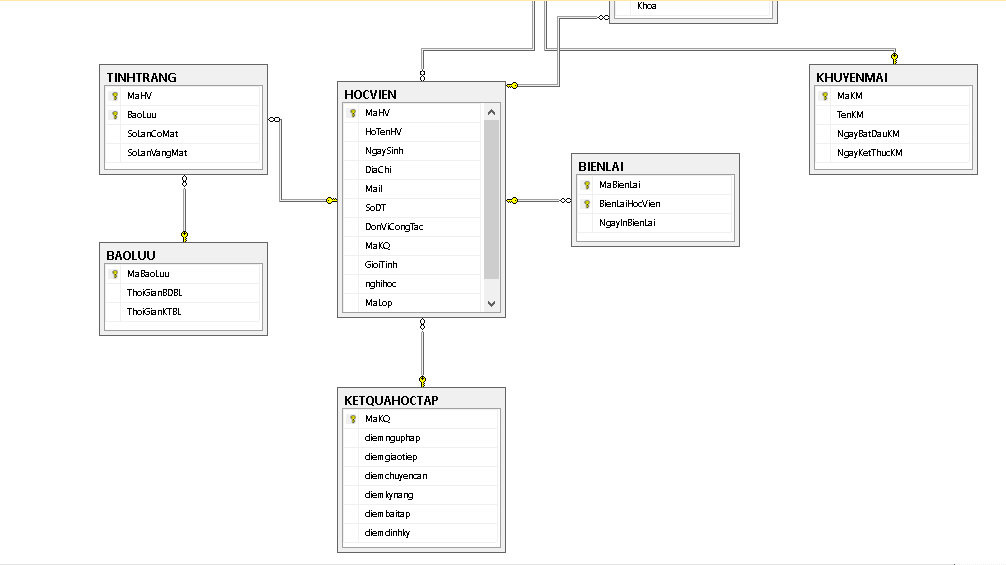 Khoa
TINHTRANG
MaHV
BaoLuu
SoLanCoMat
SoLanVangMat
HOCVIEN
MaHV
HoTenHV
NgaySinh
DiaChi
Mail
SoDT
DonViCongTac
MaKQ
GioiTinh
nghihoc
MaLop
KHUYENMAI
MaKM
TenKM
NgayBatDauKM
NgayKetThucKM
BIENLAI
MaBienLai
BienLaiHocVien
NgayInBienLai
BAOLUU
MaBaoLuu
ThoiGianBDBL
ThoiGianKTBL
KETQUAHOCTAP
MaKQ
diemnguphap
diemgiaotiep
diemchuyencan
diemkynang
diembaitap
diemdinhky